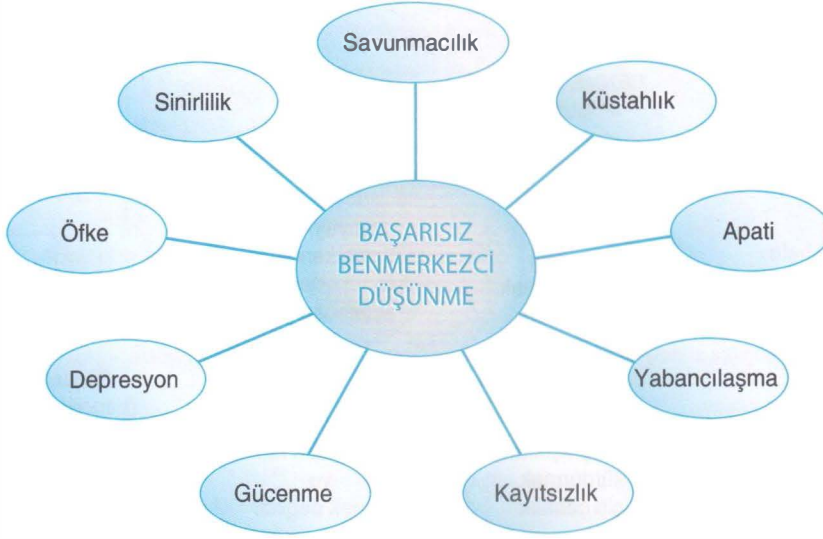 Savunmacılık
Sinirlilik
Küstahlık
Öfke
BAŞARISIZ
BENMERKEZCİ
DÜŞÜNME
Apati
Depresyon
Yabancılaşma
Gücenme
Kayıtsızlık